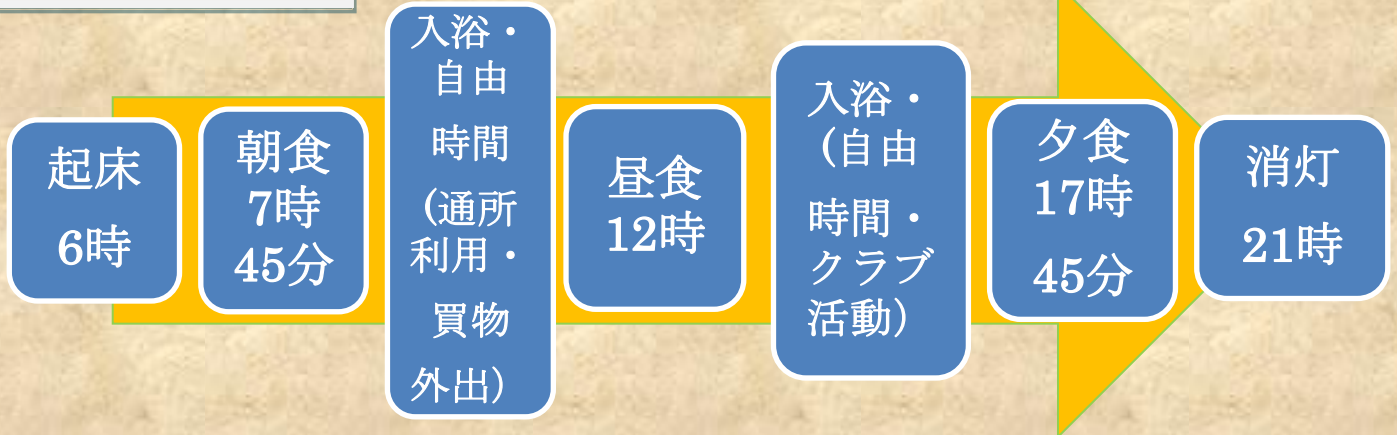 起床
6時
朝食
7時
45分
入浴・
自由
時間
(通所
利用・
買物
外出)
昼食
12時
入浴・
(自由
時間・
クラブ
活動)
夕食
17時
45分
消灯
21時